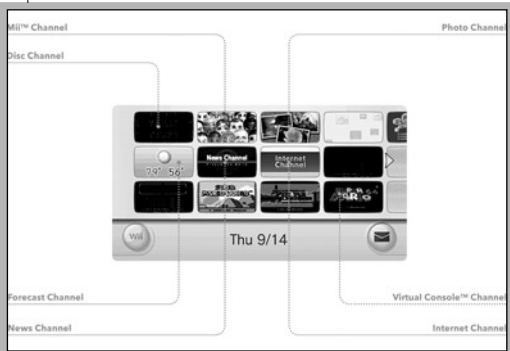 Mii™ Channel
Photo Channel
Disc Channel
News Channel
Internet
Channel
79° 56°
Wii
Thu 9/14
Forecast Channel
Virtual Console™ Channel
News Channel
Internet Channel